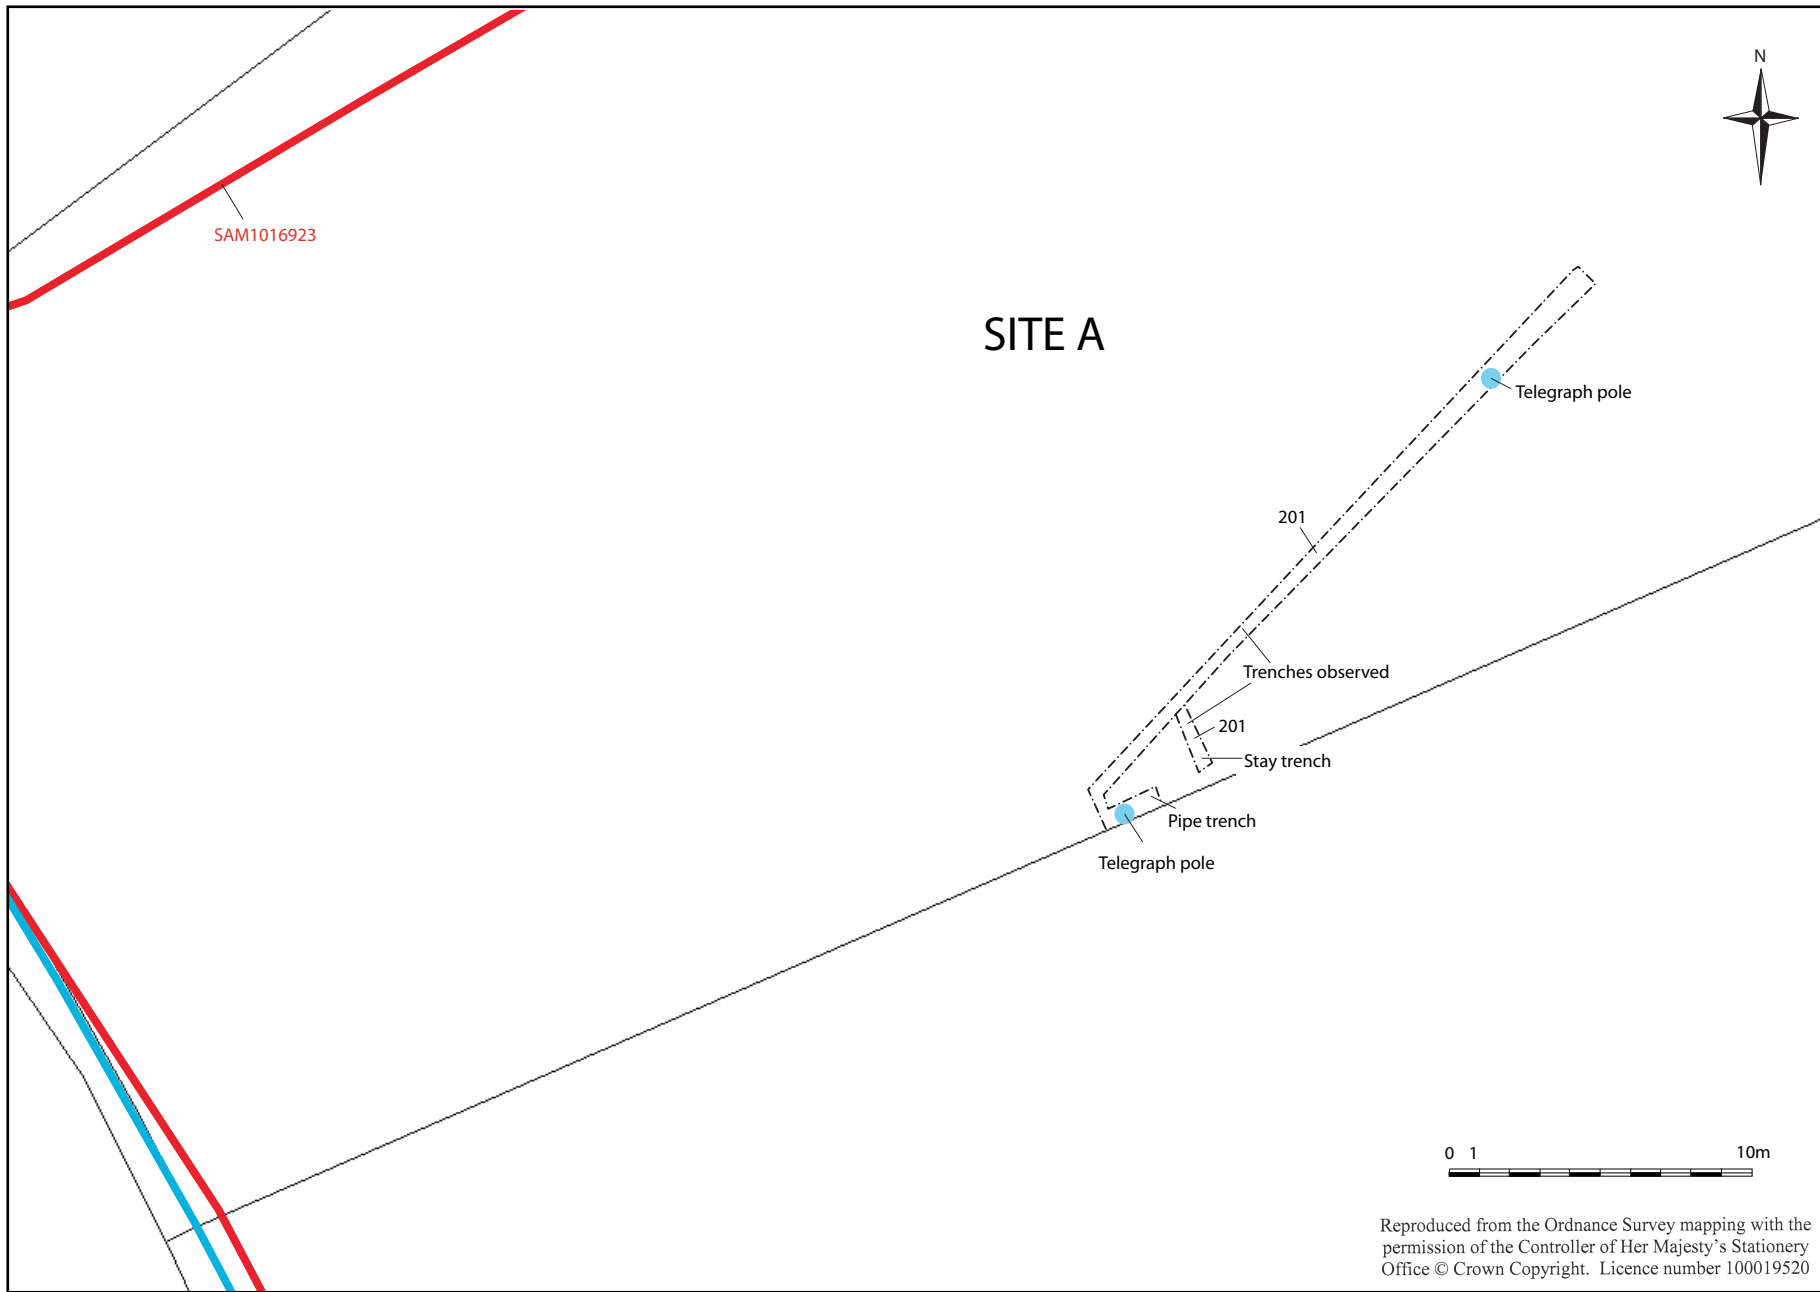 N
SAM1016923
SITE A
Telegraph pole
201
Trenches observed
201
Stay trench
Pipe trench
Telegraph pole
0 1 10m
Reproduced from the Ordnance Survey mapping with the
permission of the Controller of Her Majesty's Stationery
Office © Crown Copyright. Licence number 100019520